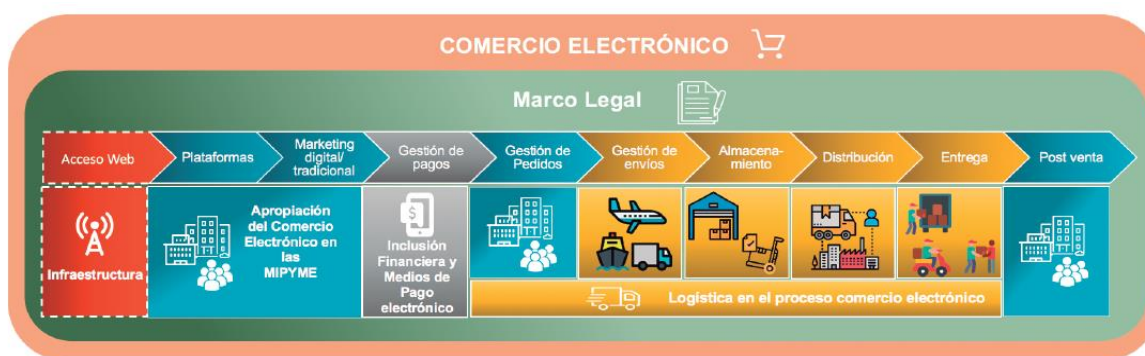 COMERCIO ELECTRÓNICO
Marco Legal
Acceso Web
Plataformas
Marketing
digital/
tradicional
Gestión de
pagos
Gestión de
Pedidos
Gestión de
envíos
Almacena-
miento
Distribución
Entrega
Post venta
Infraestructura
Apropiación
del Comercio
Electrónico en
las
MIPYME
$
Inclusión
Financiera y
Medios de
Pago
electrónico
Logística en el proceso comercio electrónico